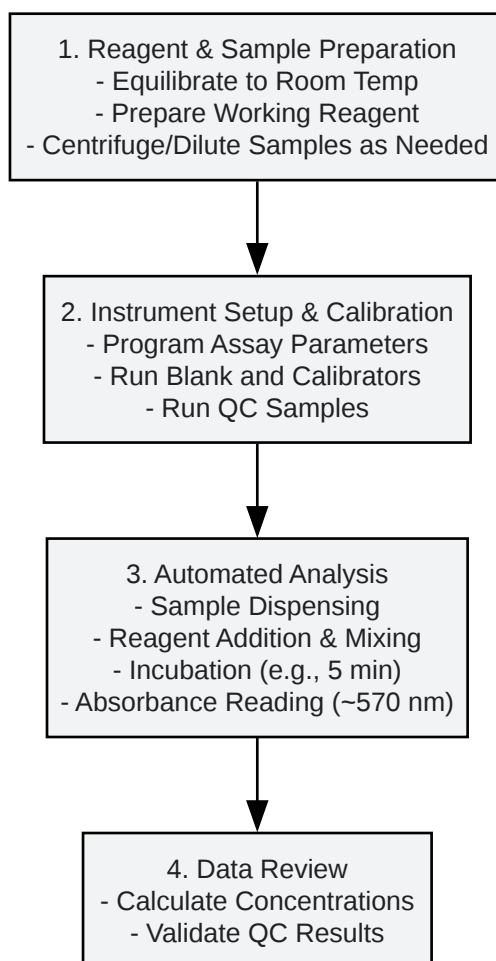 1. Reagent & Sample Preparation
- Equilibrate to Room Temp
- Prepare Working Reagent
- Centrifuge/Dilute Samples as Needed
2. Instrument Setup & Calibration
- Program Assay Parameters
- Run Blank and Calibrators
- Run QC Samples
3. Automated Analysis
- Sample Dispensing
- Reagent Addition & Mixing
- Incubation (e.g., 5 min)
- Absorbance Reading (~570 nm)
4. Data Review
- Calculate Concentrations
- Validate QC Results